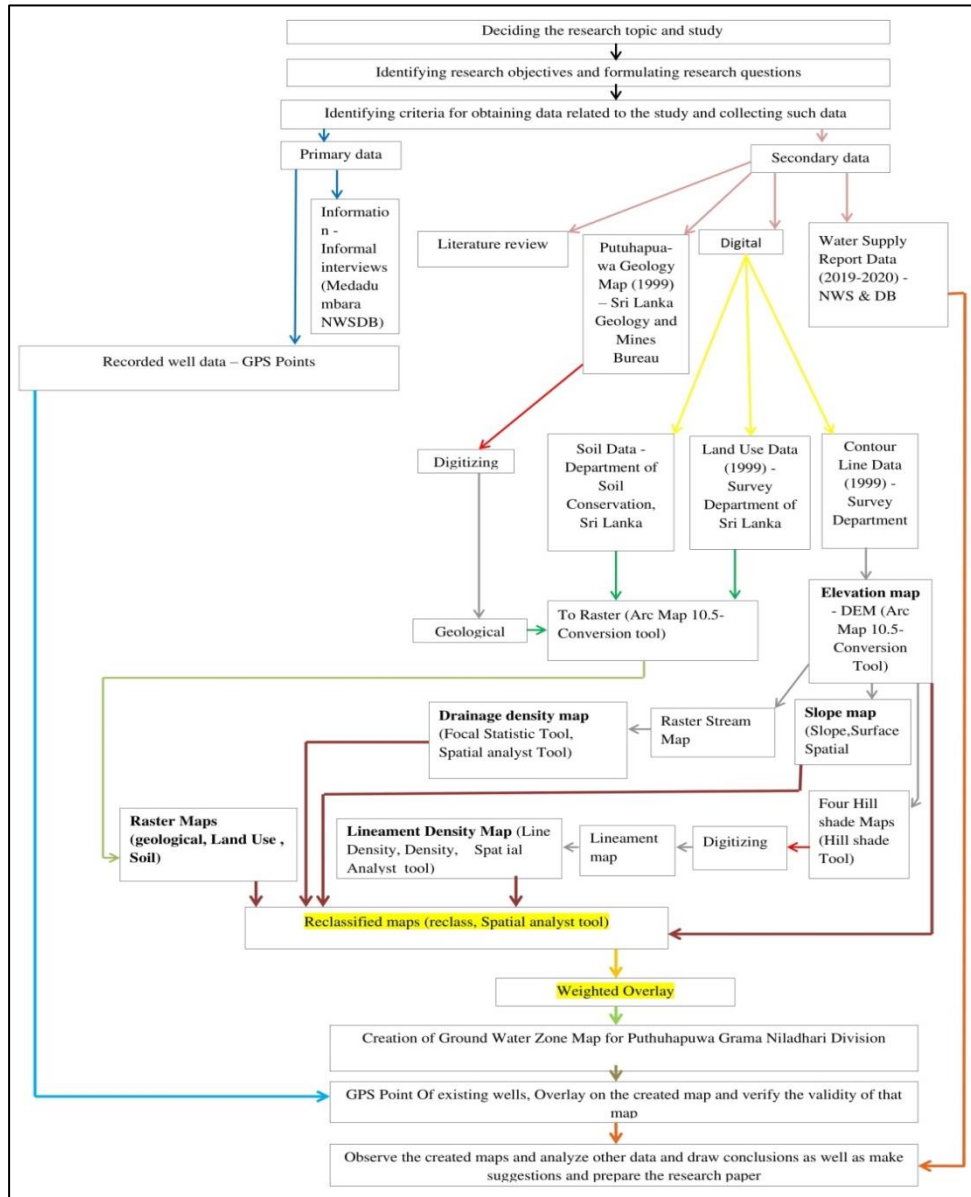 Deciding the research topic and study
Identifying research objectives and formulating research questions
Identifying criteria for obtaining data related to the study and collecting such data
Primary data
Secondary data
Informatio
n -
Informal
interviews
(Medadu
mbara
NWSDB)
Literature review
Putuhapua-
wa Geology
Map (1999)
– Sri Lanka
Geology and
Mines
Bureau
Digital
Water Supply
Report Data
(2019-2020) -
NWS & DB
Recorded well data – GPS Points
Digitizing
Soil Data -
Department of
Soil
Conservation,
Sri Lanka
Land Use Data
(1999) -
Survey
Department of
Sri Lanka
Contour
Line Data
(1999) -
Survey
Department
Geological
To Raster (Arc Map 10.5-
Conversion tool)
Elevation map
- DEM (Arc
Map 10.5-
Conversion
Tool)
Drainage density map
(Focal Statistic Tool,
Spatial analyst Tool)
Raster Stream
Map
Slope map
(Slope,Surface
Spatial
Raster Maps
(geological, Land Use ,
Soil)
Lineament Density Map (Line
Density, Density, Spat ial
Analyst tool)
Lineament
map
Digitizing
Four Hill
shade Maps
(Hill shade
Tool)
Reclassified maps (reclass, Spatial analyst tool)
Weighted Overlay
Creation of Ground Water Zone Map for Puthuhapuwa Grama Niladhari Division
GPS Point Of existing wells, Overlay on the created map and verify the validity of that
map
Observe the created maps and analyze other data and draw conclusions as well as make
suggestions and prepare the research paper